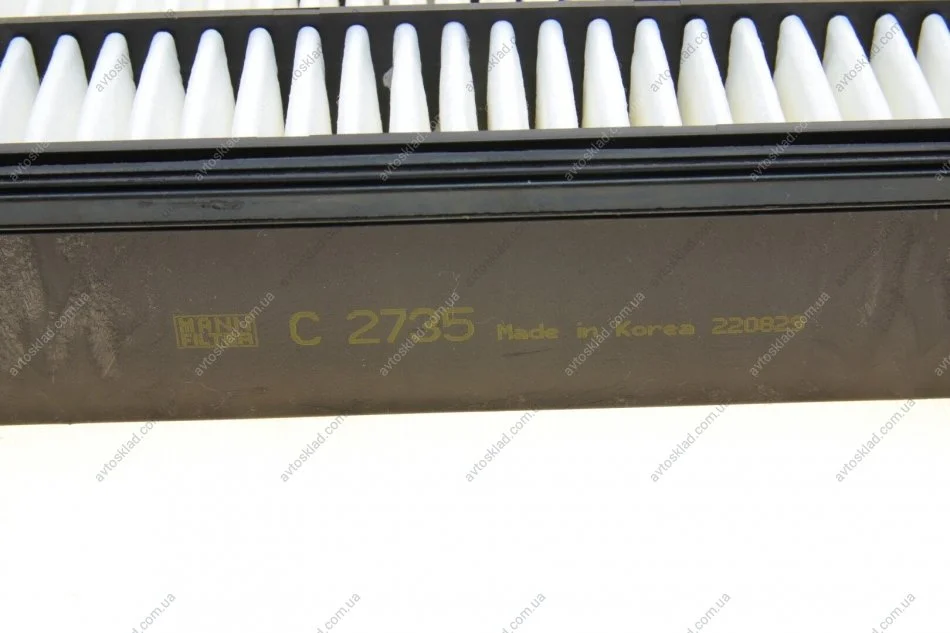 MANN FILTER C 2735 Made in Korea 220829
avtosklad.com.ua